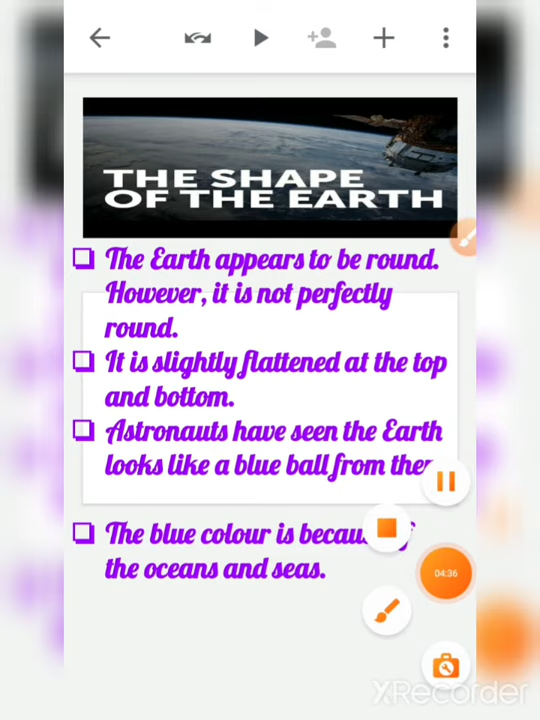 THE SHAPE
OF THE EARTH
The Earth appears to be round.
However, it is not perfectly
round.
It is slightly flattened at the top
and bottom.
Astronauts have seen the Earth
looks like a blue ball from
The blue colour is
the oceans and seas.
04:36
XRecorder